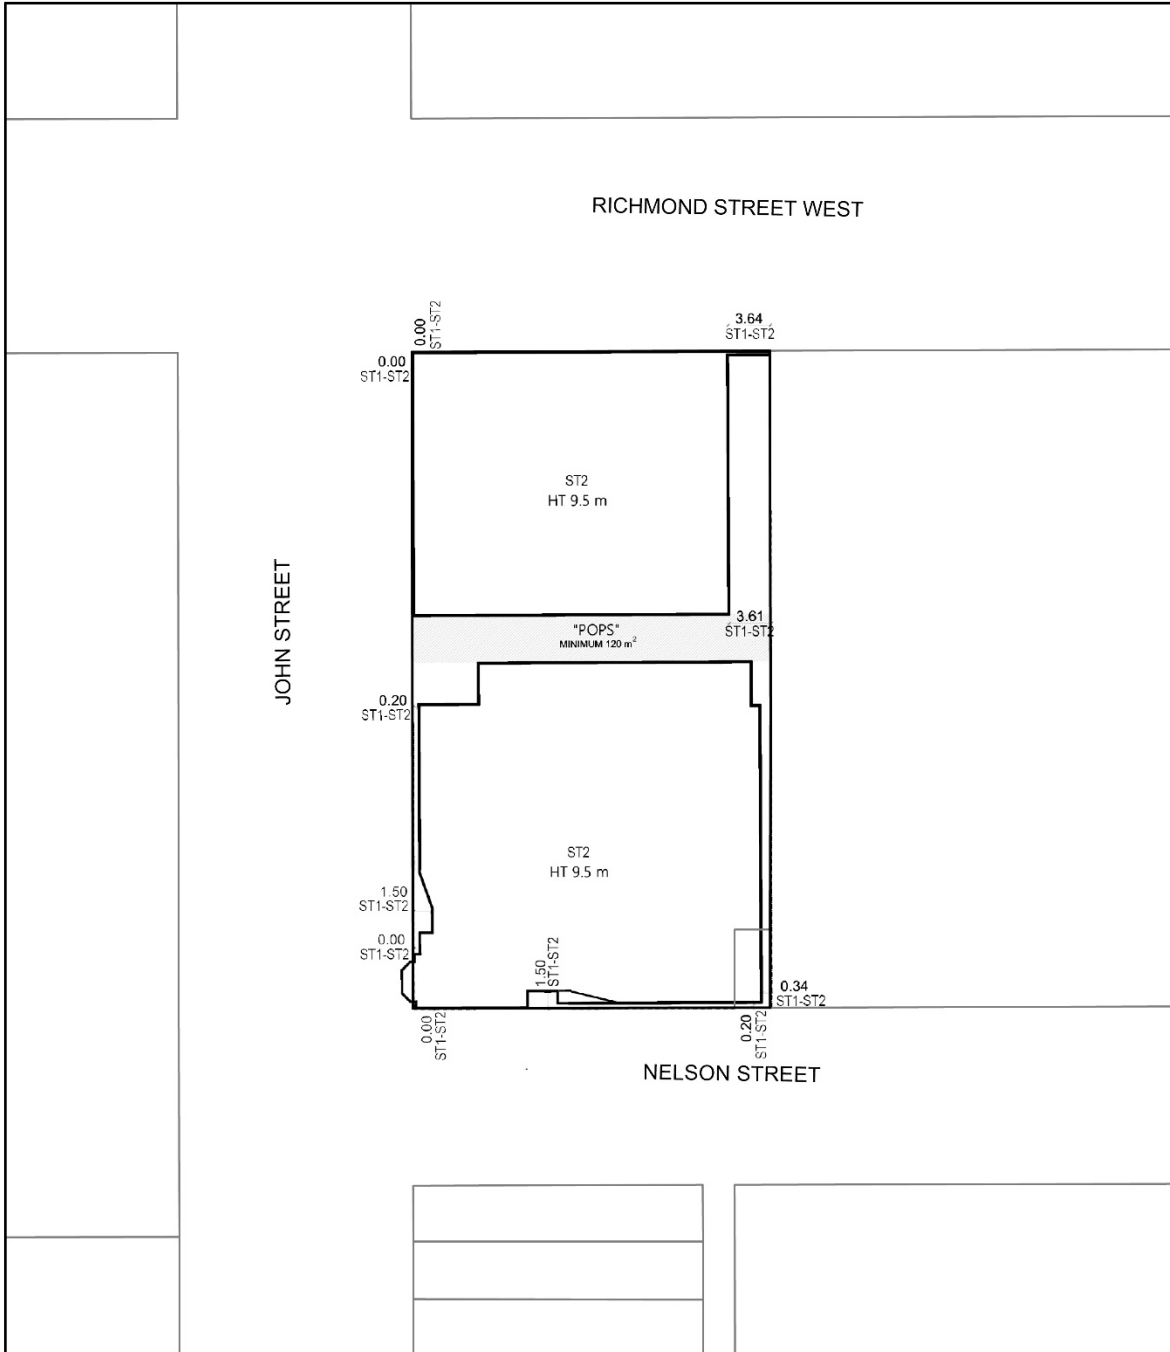 RICHMOND STREET WEST
0.00
ST1-ST2
3.64
ST1-ST2
0.00
ST1-ST2
ST2
HT 9.5 m
JOHN STREET
"POPS"
MINIMUM 120 m²
3.61
ST1-ST2
0.20
ST1-ST2
ST2
HT 9.5 m
1.50
ST1-ST2
0.00
ST1-ST2
1.50
ST1-ST2
0.34
ST1-ST2
0.00
ST1-ST2
0.20
ST1-ST2
NELSON STREET